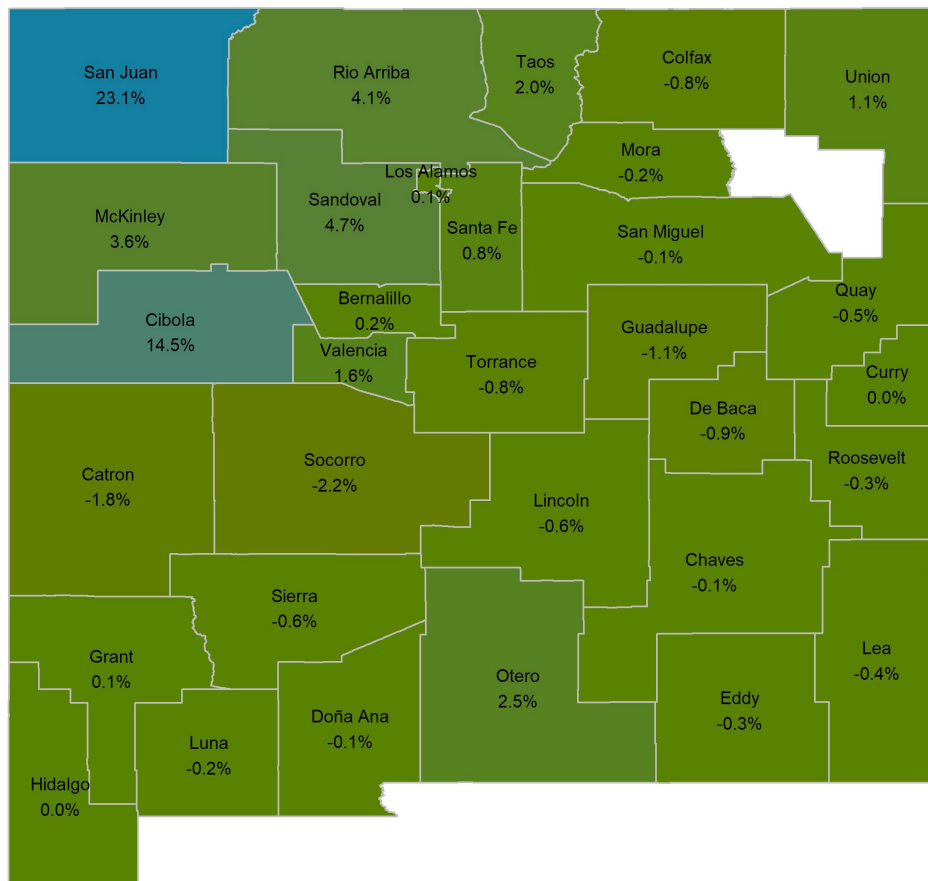 San Juan
23.1%
Rio Arriba
4.1%
Taos
2.0%
Colfax
-0.8%
Union
1.1%
Mora
-0.2%
Los Alamos
0.1%
McKinley
3.6%
Sandoval
4.7%
Santa Fe
0.8%
San Miguel
-0.1%
Quay
-0.5%
Cibola
14.5%
Bernalillo
0.2%
Valencia
1.6%
Torrance
-0.8%
Guadalupe
-1.1%
Curry
0.0%
De Baca
-0.9%
Roosevelt
-0.3%
Catron
-1.8%
Socorro
-2.2%
Lincoln
-0.6%
Chaves
-0.1%
Sierra
-0.6%
Grant
0.1%
Otero
2.5%
Lea
-0.4%
Eddy
-0.3%
Doña Ana
-0.1%
Luna
-0.2%
Hidalgo
0.0%